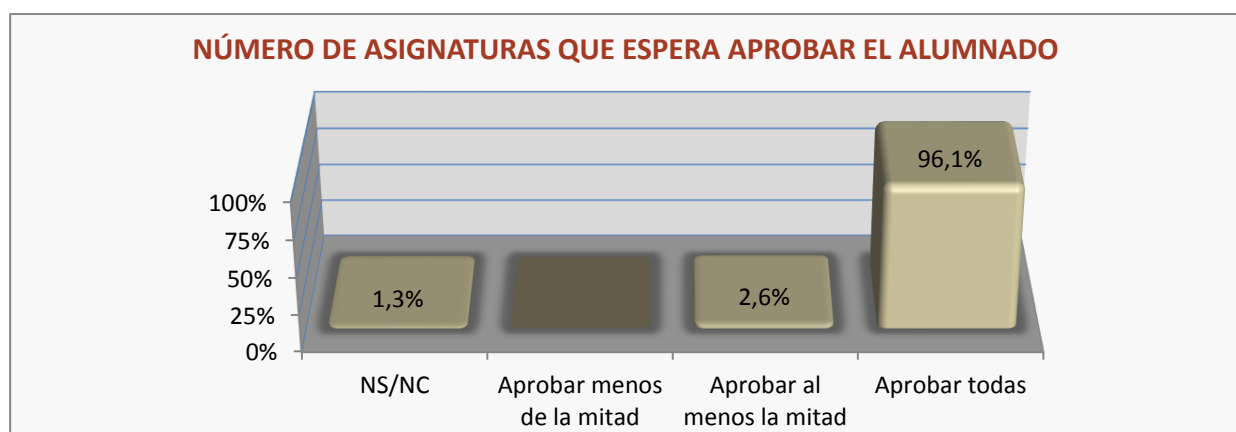 NÚMERO DE ASIGNATURAS QUE ESPERA APROBAR EL ALUMNADO
96,1%
100%
75%
50%
25%
0%
1,3%
2,6%
NS/NC
Aprobar menos
de la mitad
Aprobar al
menos la mitad
Aprobar todas